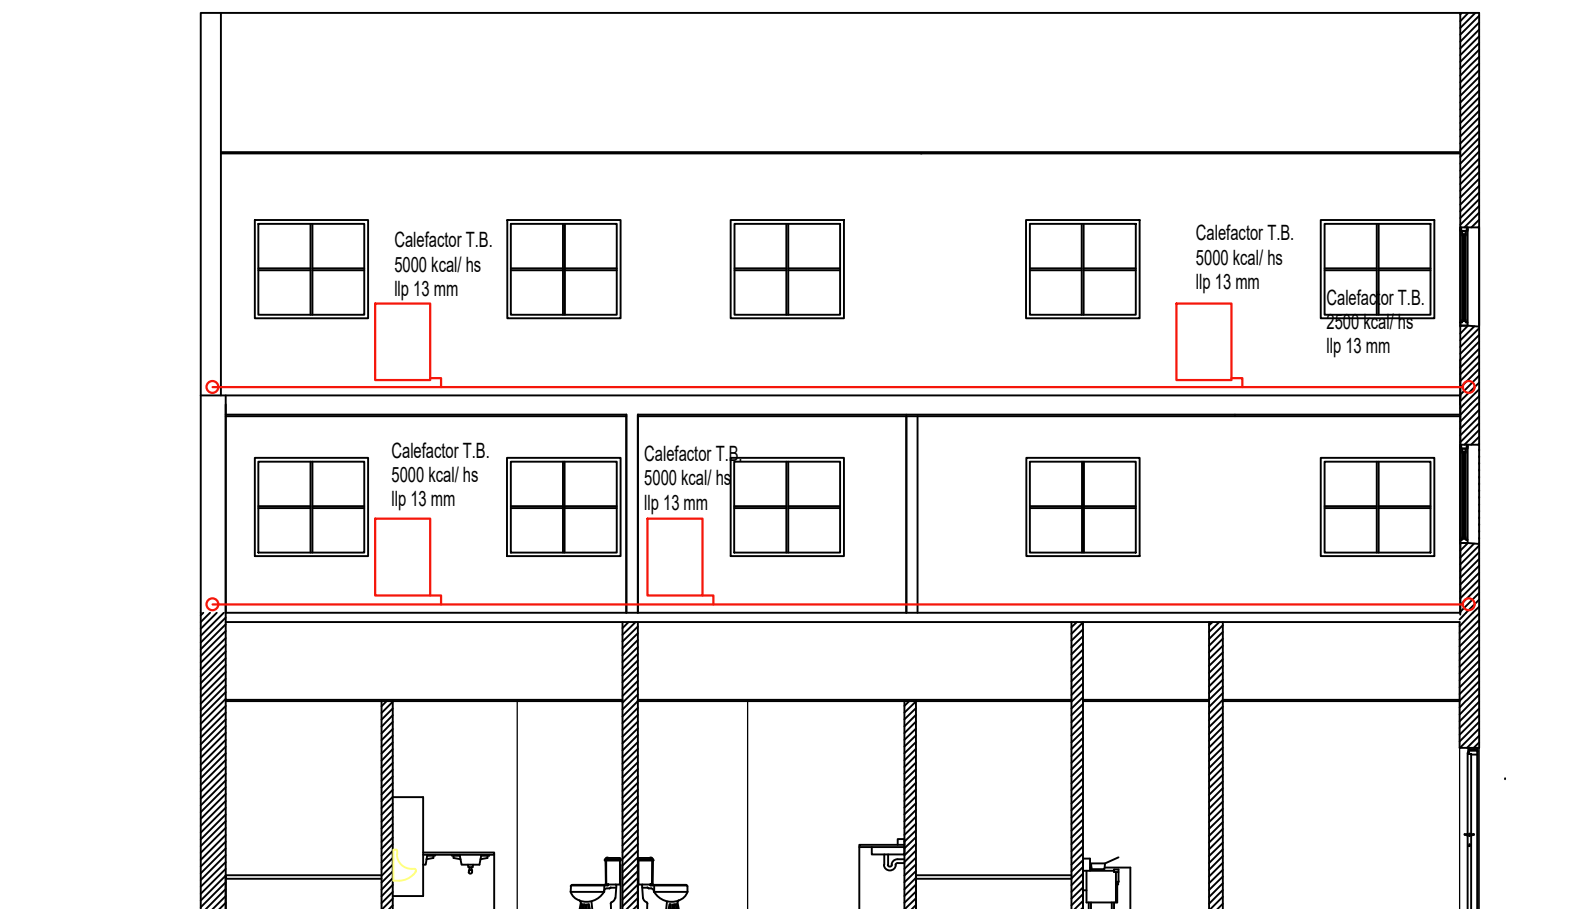 Calefactor T.B.
5000 kcal/ hs
llp 13 mm
Calefactor T.B.
5000 kcal/ hs
llp 13 mm
Calefactor T.B.
2500 kcal/ hs
llp 13 mm
Calefactor T.B.
5000 kcal/ hs
llp 13 mm
Calefactor T.B.
5000 kcal/ hs
llp 13 mm